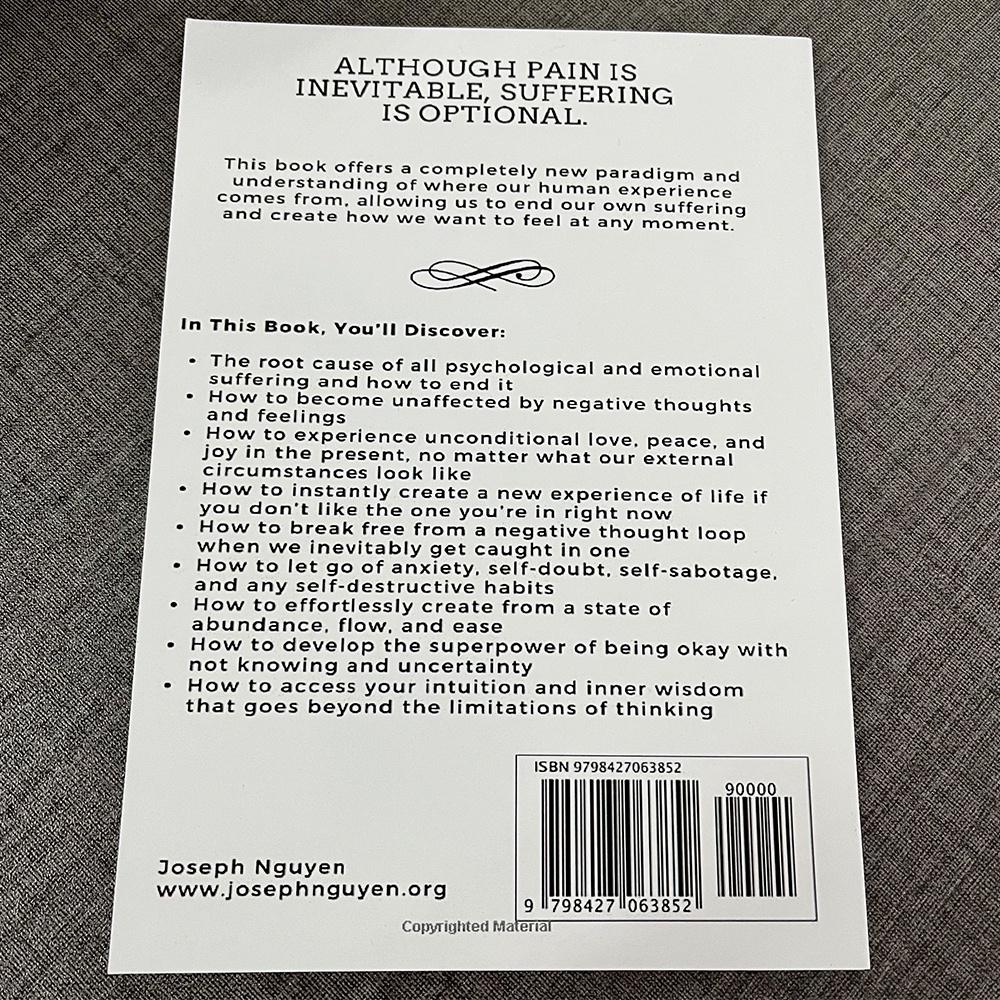 ALTHOUGH PAIN IS
INEVITABLE, SUFFERING
IS OPTIONAL.
This book offers a completely new paradigm and
understanding of where our human experience
comes from, allowing us to end our own suffering
and create how we want to feel at any moment.
In This Book, You'll Discover:
• The root cause of all psychological and emotional
suffering and how to end it
• How to become unaffected by negative thoughts
and feelings
• How to experience unconditional love, peace, and
joy in the present, no matter what our external
circumstances look like
• How to instantly create a new experience of life if
you don't like the one you're in right now
• How to break free from a negative thought loop
when we inevitably get caught in one
• How to let go of anxiety, self-doubt, self-sabotage,
and any self-destructive habits
• How to effortlessly create from a state of
abundance, flow, and ease
• How to develop the superpower of being okay with
not knowing and uncertainty
• How to access your intuition and inner wisdom
that goes beyond the limitations of thinking
ISBN 9798427063852
90000
9 798427 063852
Joseph Nguyen
www.josephnguyen.org
Copyrighted Material